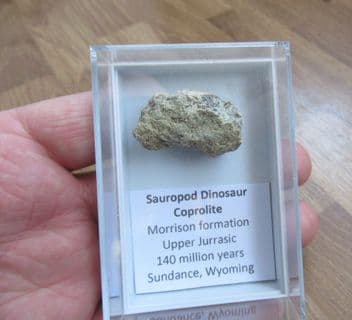 Sauropod Dinosaur
Coprolite
Morrison formation
Upper Jurrasic
140 million years
Sundance, Wyoming